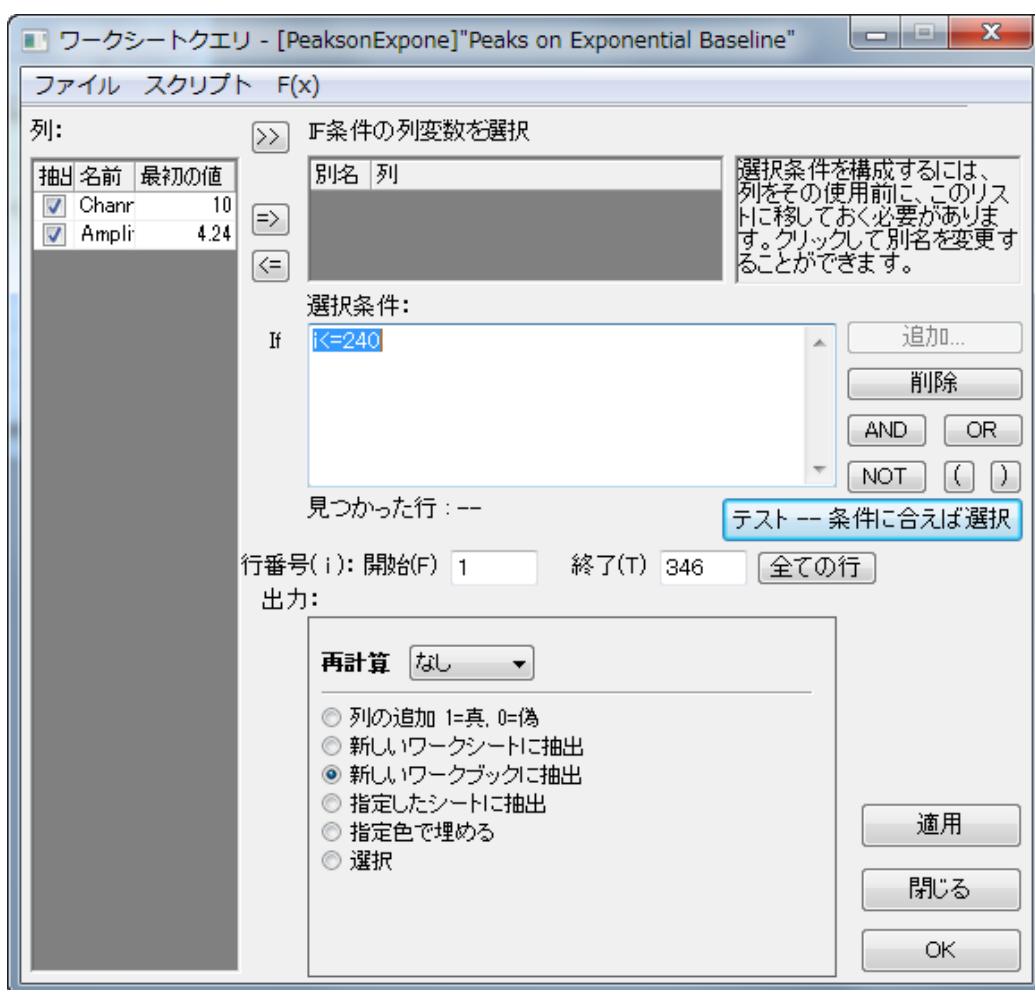 ワークシートクエリ - [PeaksonExpone]"Peaks on Exponential Baseline"
ファイル スクリプト F(x)
列:
抽出 名前 最初の値
Chanr 10
Ampli 4.24
>>
=>
<=
IF条件の列変数を選択
別名 列
選択条件を構成するには、
列をその使用前に、このリス
トに移しておく必要がありま
す。クリックして別名を変更す
ることができます。
選択条件:
If
i<=240
追加...
削除
AND OR
NOT ( )
見つかった行 : --
テスト -- 条件に合えば選択
行番号( i ): 開始(F) 1 終了(T) 346 全ての行
出力:
再計算 なし
列の追加 1=真, 0=偽
新しいワークシートに抽出
新しいワークブックに抽出
指定したシートに抽出
指定色で埋める
選択
適用
閉じる
OK